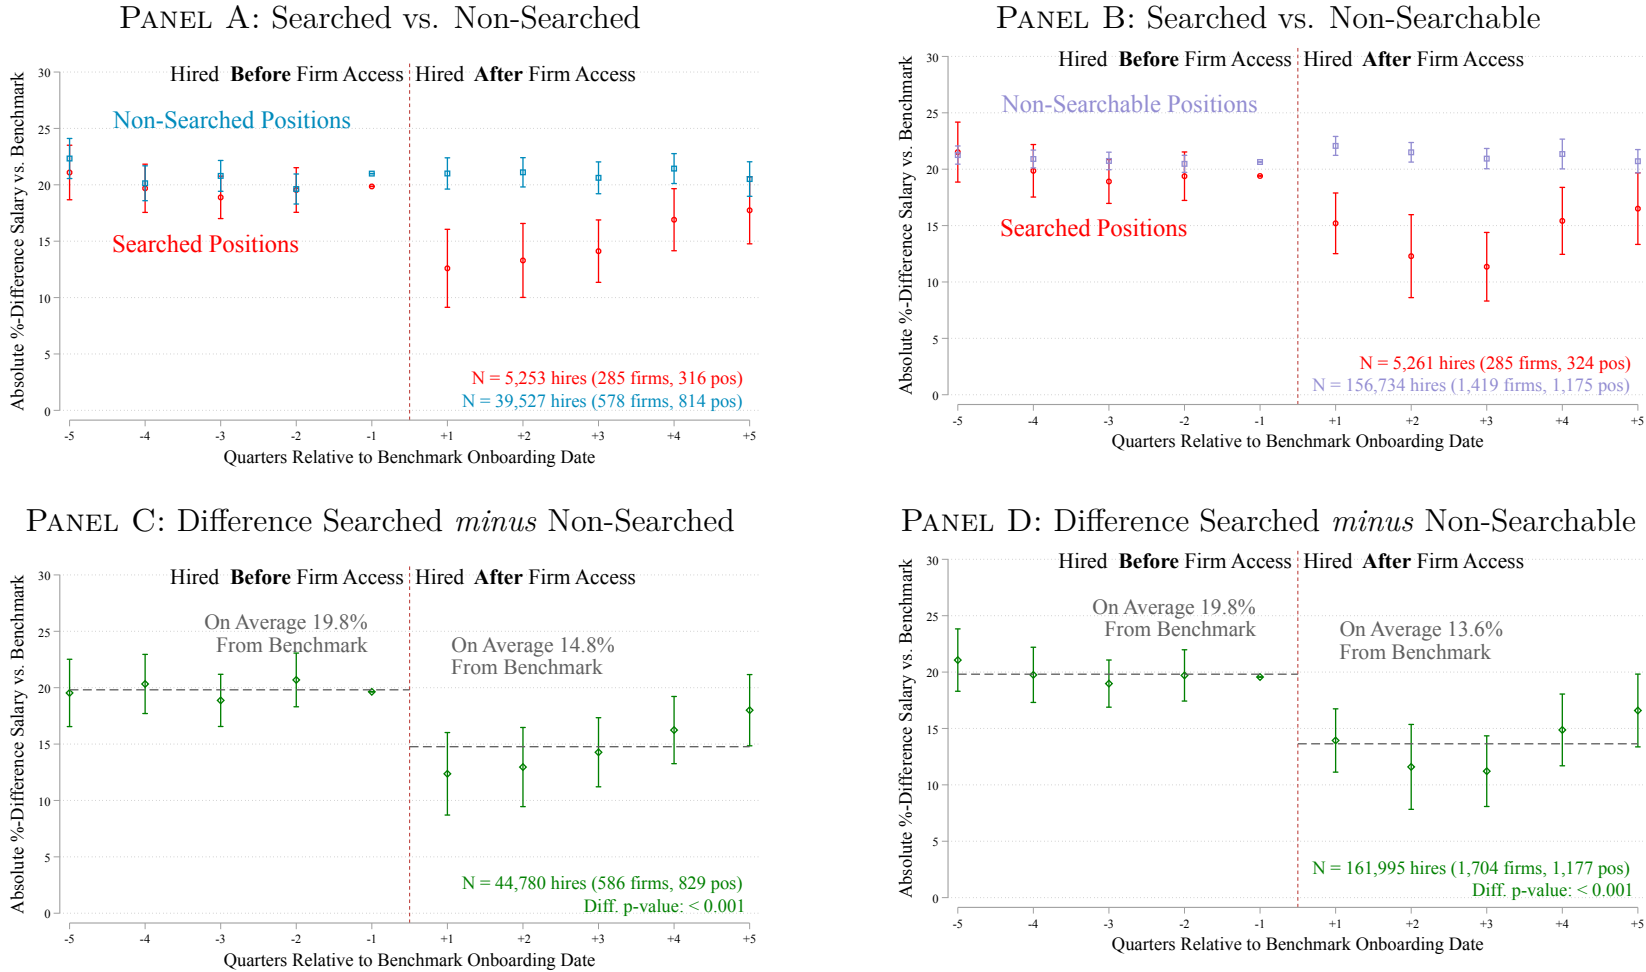 PANEL A: Searched vs. Non-Searched
Absolute %-Difference Salary vs. Benchmark
30
25
20
15
10
5
0
Hired Before Firm Access
Hired After Firm Access
Non-Searched Positions
Searched Positions
N = 5,253 hires (285 firms, 316 pos)
N = 39,527 hires (578 firms, 814 pos)
-5 -4 -3 -2 -1 +1 +2 +3 +4 +5
Quarters Relative to Benchmark Onboarding Date
PANEL B: Searched vs. Non-Searchable
Absolute %-Difference Salary vs. Benchmark
30
25
20
15
10
5
0
Hired Before Firm Access
Hired After Firm Access
Non-Searchable Positions
Searched Positions
N = 5,261 hires (285 firms, 324 pos)
N = 156,734 hires (1,419 firms, 1,175 pos)
-5 -4 -3 -2 -1 +1 +2 +3 +4 +5
Quarters Relative to Benchmark Onboarding Date
PANEL C: Difference Searched minus Non-Searched
Absolute %-Difference Salary vs. Benchmark
30
25
20
15
10
5
0
Hired Before Firm Access
Hired After Firm Access
On Average 19.8%
From Benchmark
On Average 14.8%
From Benchmark
N = 44,780 hires (586 firms, 829 pos)
Diff. p-value: < 0.001
-5 -4 -3 -2 -1 +1 +2 +3 +4 +5
Quarters Relative to Benchmark Onboarding Date
PANEL D: Difference Searched minus Non-Searchable
Absolute %-Difference Salary vs. Benchmark
30
25
20
15
10
5
0
Hired Before Firm Access
Hired After Firm Access
On Average 19.8%
From Benchmark
On Average 13.6%
From Benchmark
N = 161,995 hires (1,704 firms, 1,177 pos)
Diff. p-value: < 0.001
-5 -4 -3 -2 -1 +1 +2 +3 +4 +5
Quarters Relative to Benchmark Onboarding Date